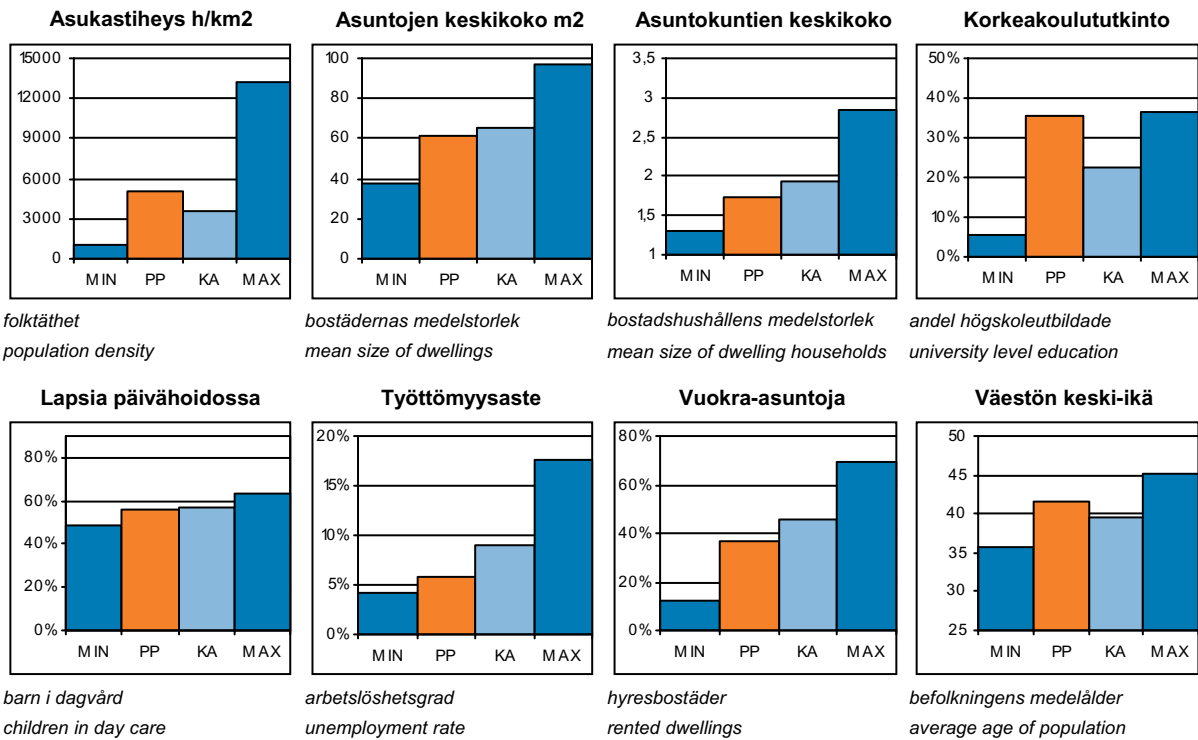 Asukastiheys h/km2
15000
12000
9000
6000
3000
0
MIN PP KA MAX
folktäthet
population density
Asuntojen keskikoko m2
100
80
60
40
20
0
MIN PP KA MAX
bostädernas medelstorlek
mean size of dwellings
Asuntokuntien keskikoko
3,5
3
2,5
2
1,5
1
MIN PP KA MAX
bostadshushållens medelstorlek
mean size of dwelling households
Korkeakoulututkinto
50%
40%
30%
20%
10%
0%
MIN PP KA MAX
andel högskoleutbildade
university level education
Lapsia päivähoidossa
80%
60%
40%
20%
0%
MIN PP KA MAX
barn i dagvård
children in day care
Työttömyysaste
20%
15%
10%
5%
0%
MIN PP KA MAX
arbetslöshetsgrad
unemployment rate
Vuokra-asuntoja
80%
60%
40%
20%
0%
MIN PP KA MAX
hyresbostäder
rented dwellings
Väestön keski-ikä
50
45
40
35
30
25
MIN PP KA MAX
befolkningens medelålder
average age of population